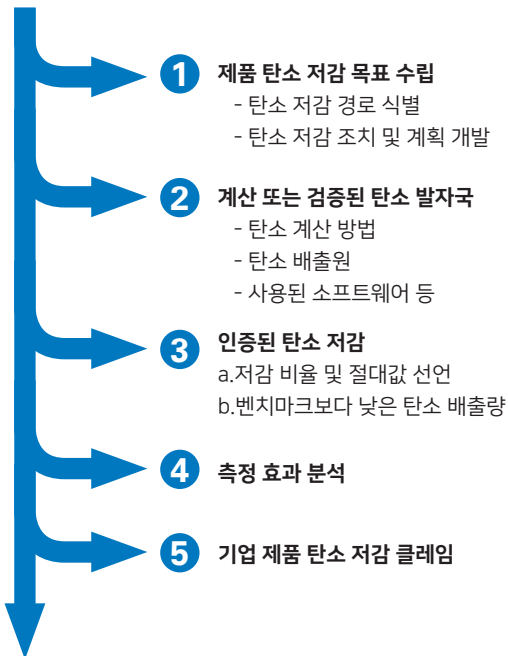 1 제품 탄소 저감 목표 수립
- 탄소 저감 경로 식별
- 탄소 저감 조치 및 계획 개발
2 계산 또는 검증된 탄소 발자국
- 탄소 계산 방법
- 탄소 배출원
- 사용된 소프트웨어 등
3 인증된 탄소 저감
a.저감 비율 및 절대값 선언
b.벤치마크보다 낮은 탄소 배출량
4 측정 효과 분석
5 기업 제품 탄소 저감 클레임